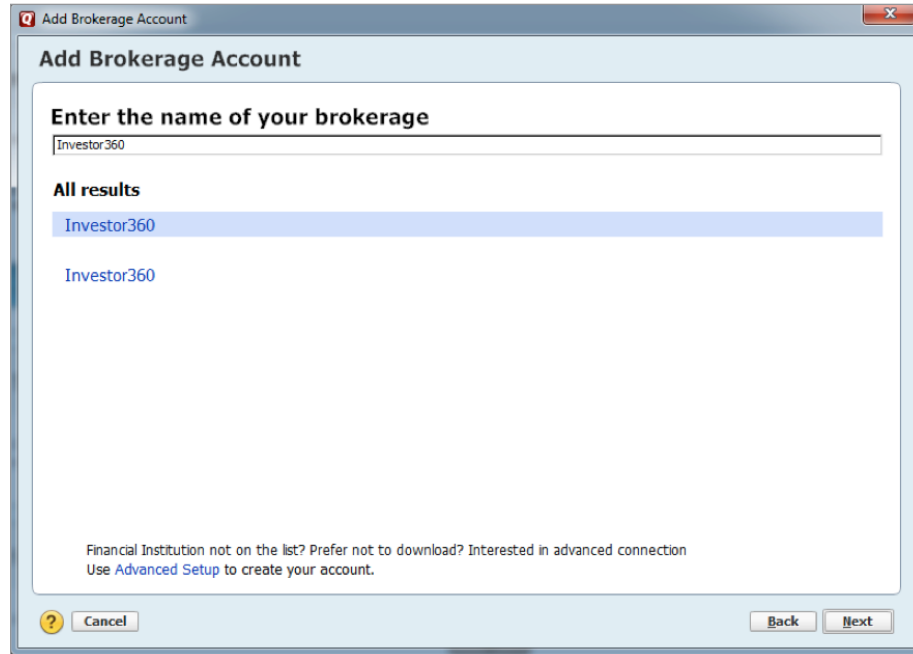 Add Brokerage Account
X
Add Brokerage Account
Enter the name of your brokerage
Investor360
All results
Investor360
Investor360
Financial Institution not on the list? Prefer not to download? Interested in advanced connection
Use Advanced Setup to create your account.
? Cancel Back Next